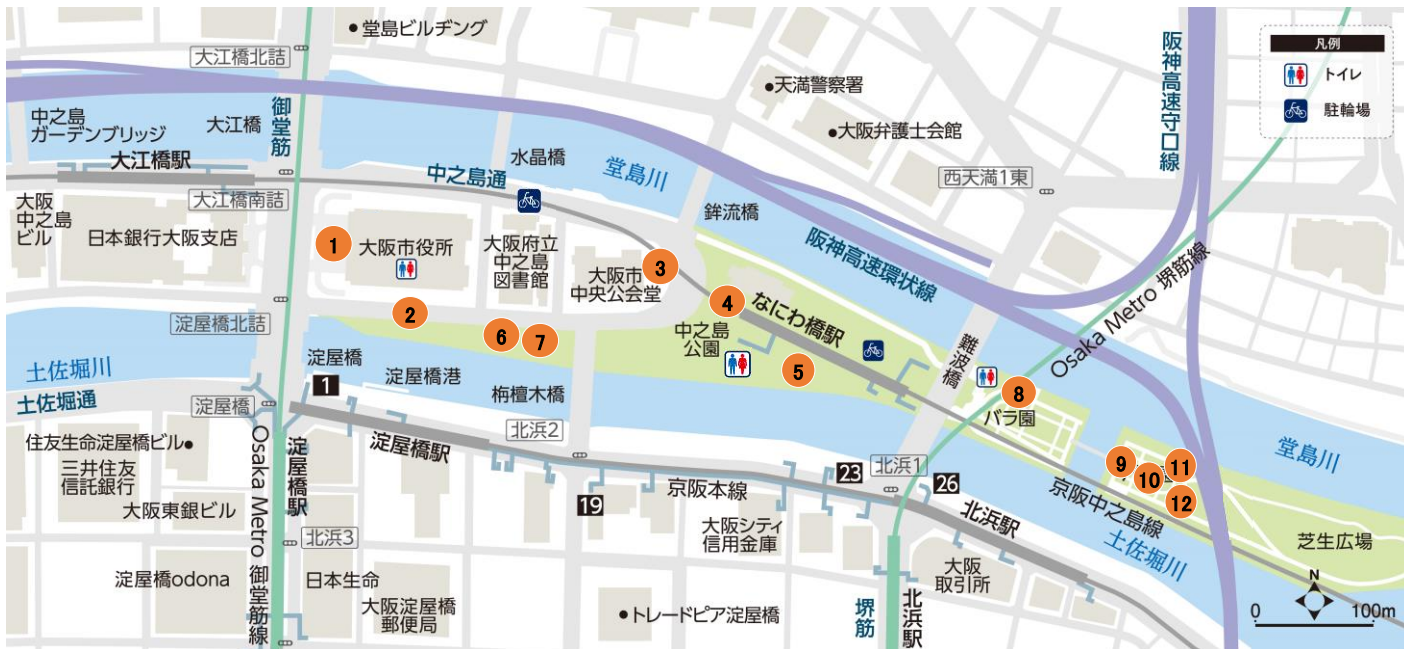 堂島ビルヂング
大江橋北詰
阪神高速守口線
凡例
トイレ
駐輪場
天満警察署
大阪弁護士会館
中之島
ガーデンブリッジ
大江橋
御堂筋
水晶橋
堂島川
大江橋駅
中之島通
西天満1東
大江橋南詰
鉾流橋
大阪
中之島
ビル
日本銀行大阪支店
1
大阪市役所
大阪府立
中之島
図書館
大阪市
中央公会堂
3
阪神高速環状線
Osaka Metro 堺筋線
2
4
なにわ橋駅
中之島
公園
5
6
7
難波橋
淀屋橋北詰
土佐堀川
土佐堀通
淀屋橋
淀屋橋
1
淀屋橋港
栴檀木橋
8
バラ園
堂島川
住友生命淀屋橋ビル
三井住友
信託銀行
大阪東銀ビル
Osaka Metro 御堂筋線
淀屋橋駅
淀屋橋駅
北浜2
19
京阪本線
23
北浜1
26
北浜駅
9
10
11
12
京阪中之島線
土佐堀川
芝生広場
北浜3
大阪シティ
信用金庫
大阪
取引所
淀屋橋odona
日本生命
大阪淀屋橋
郵便局
トレードピア淀屋橋
堺筋
北浜駅
N
0
100m